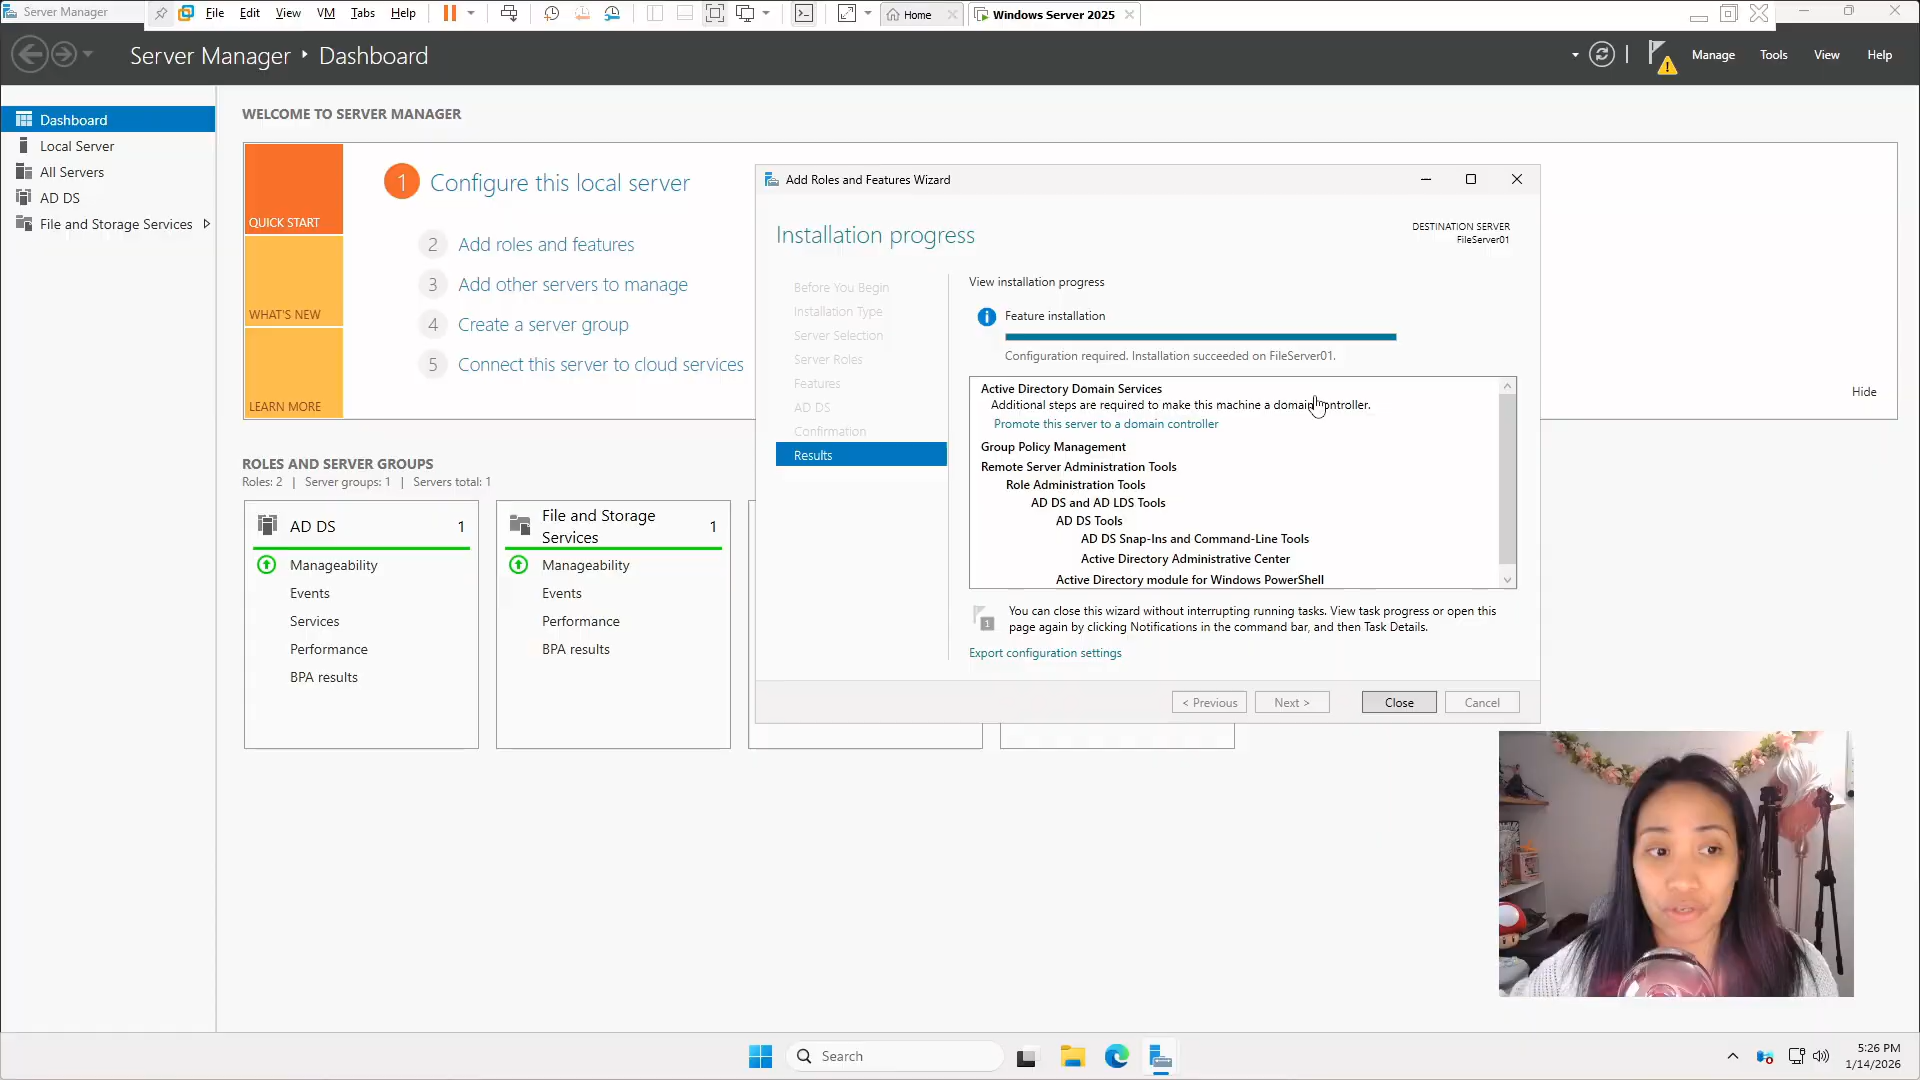 Server Manager
File Edit View VM Tabs Help
Home
Windows Server 2025
Server Manager ‣ Dashboard
Manage Tools View Help
Dashboard
Local Server
All Servers
AD DS
File and Storage Services
WELCOME TO SERVER MANAGER
QUICK START
WHAT'S NEW
LEARN MORE
1 Configure this local server
2 Add roles and features
3 Add other servers to manage
4 Create a server group
5 Connect this server to cloud services
Hide
ROLES AND SERVER GROUPS
Roles: 2 | Server groups: 1 | Servers total: 1
AD DS 1
Manageability
Events
Services
Performance
BPA results
File and Storage
Services
1
Manageability
Events
Performance
BPA results
Add Roles and Features Wizard
Installation progress
DESTINATION SERVER
FileServer01
Before You Begin
Installation Type
Server Selection
Server Roles
Features
AD DS
Confirmation
Results
View installation progress
Feature installation
Configuration required. Installation succeeded on FileServer01.
Active Directory Domain Services
Additional steps are required to make this machine a domain controller.
Promote this server to a domain controller
Group Policy Management
Remote Server Administration Tools
Role Administration Tools
AD DS and AD LDS Tools
AD DS Tools
AD DS Snap-Ins and Command-Line Tools
Active Directory Administrative Center
Active Directory module for Windows PowerShell
1
You can close this wizard without interrupting running tasks. View task progress or open this
page again by clicking Notifications in the command bar, and then Task Details.
Export configuration settings
< Previous
Next >
Close
Cancel
Search
5:26 PM
1/14/2026